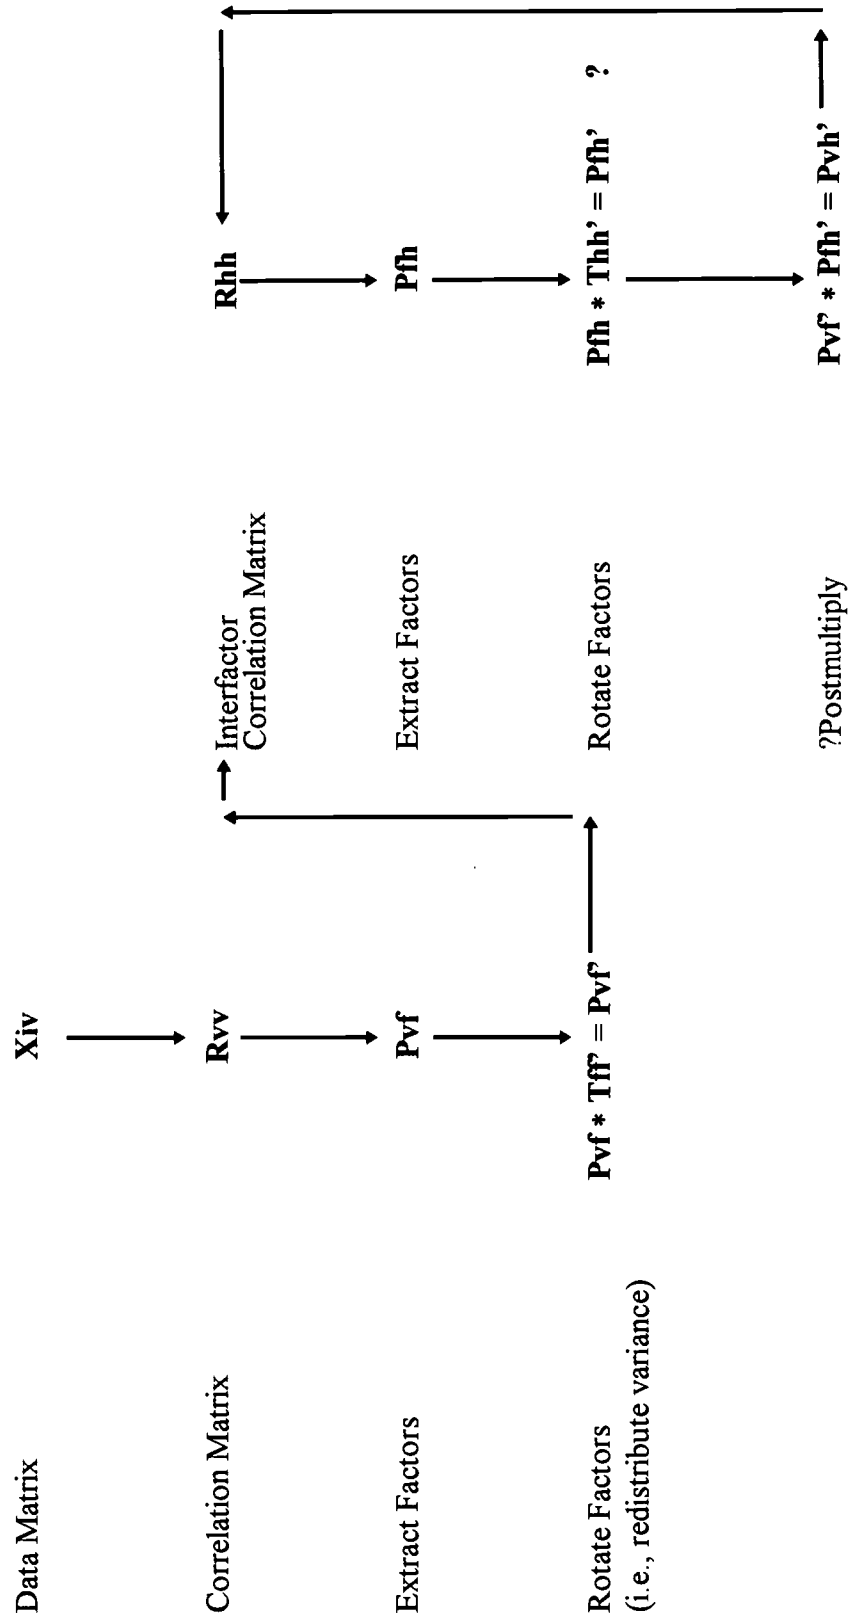 Data Matrix
Xiv
Correlation Matrix
Rvv
Interfactor
Correlation Matrix
Rhh
Extract Factors
Pvf
Extract Factors
Pfh
Rotate Factors
(i.e., redistribute variance)
Pvf * Tff' = Pvf'
Rotate Factors
Pfh * Thh' = Pfh' ?
?Postmultiply
Pvf' * Pfh' = Pvh'